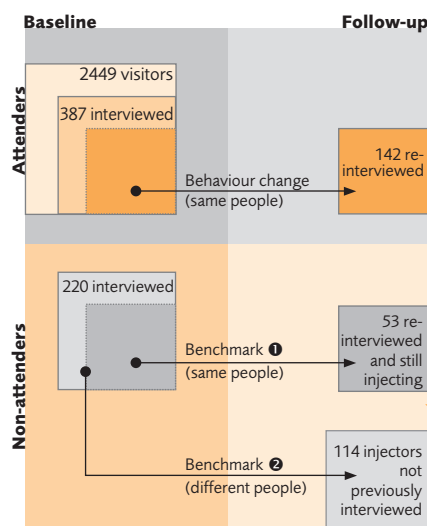 Baseline
Follow-up
Attenders
2449 visitors
387 interviewed
142 re-
interviewed
Behaviour change
(same people)
Non-attenders
220 interviewed
53 re-
interviewed
and still
injecting
Benchmark ❶
(same people)
Benchmark ❷
(different people)
114 injectors
not
previously
interviewed